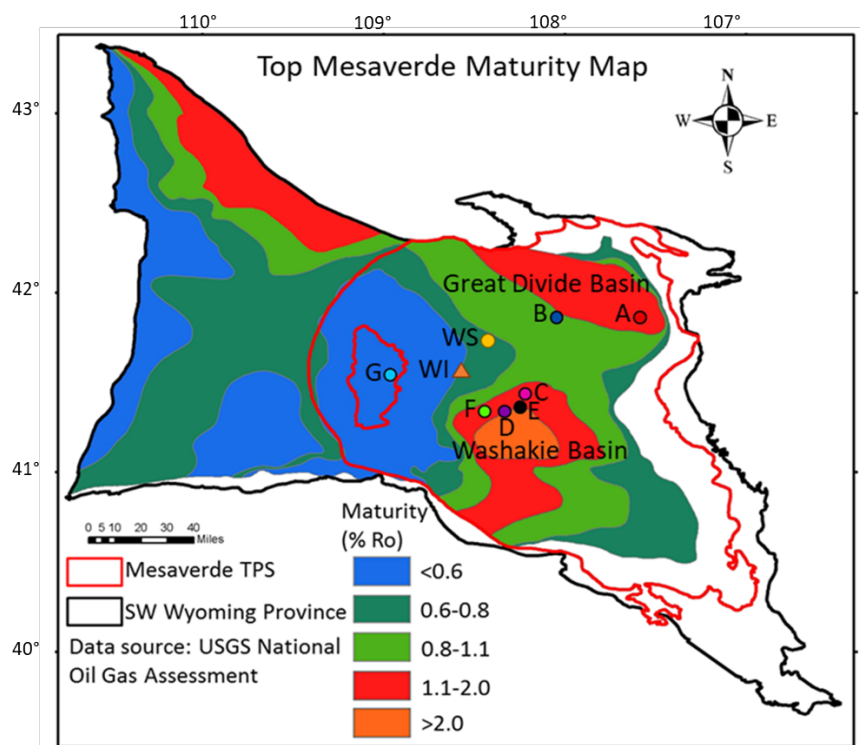 110° 109° 108° 107°
Top Mesaverde Maturity Map
N
W E
S
43°
42°
41°
40°
Great Divide Basin
B A
WS
G WI
C
F E
D
Washakie Basin
0 5 10 20 30 40
Miles
Mesaverde TPS
SW Wyoming Province
Data source: USGS National
Oil Gas Assessment
Maturity
(% Ro)
<0.6
0.6-0.8
0.8-1.1
1.1-2.0
>2.0